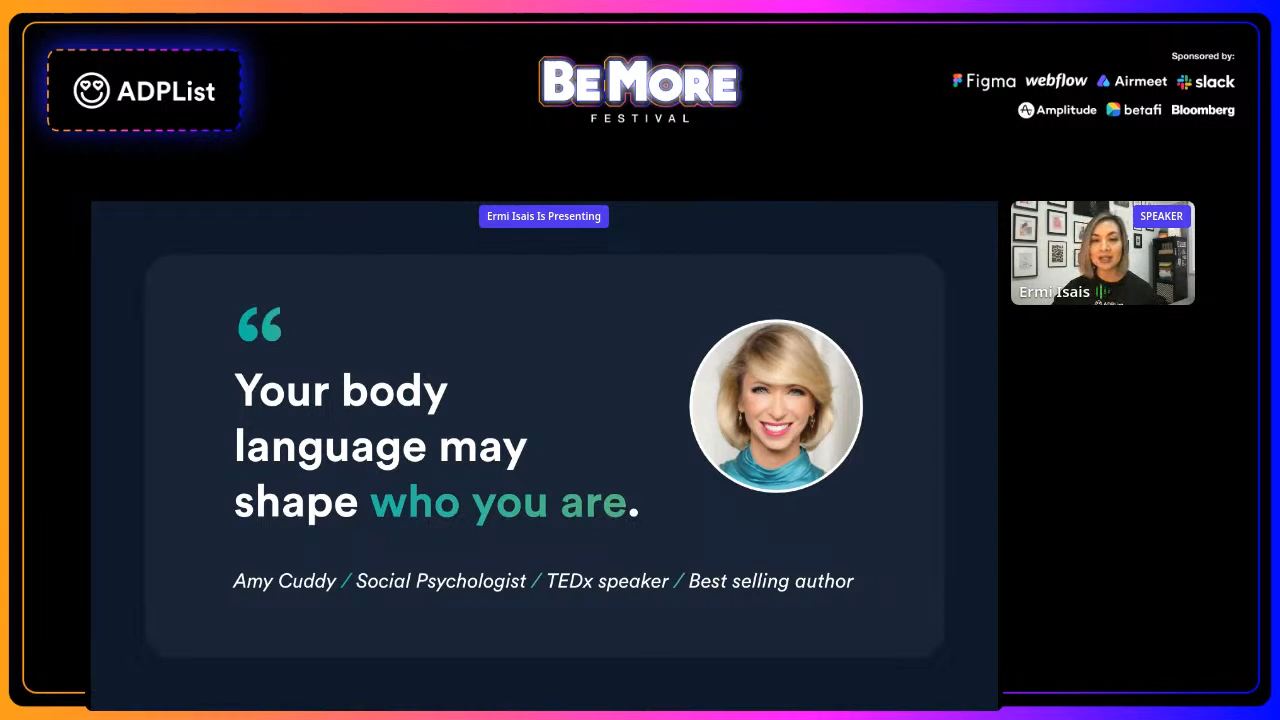 ADPList
BE MORE
FESTIVAL
Sponsored by:
Figma webflow Airmeet slack
Amplitude betafi Bloomberg
Ermi Isais Is Presenting
SPEAKER
Ermi Isais
“
Your body
language may
shape who you are.
Amy Cuddy / Social Psychologist / TEDx speaker / Best selling author